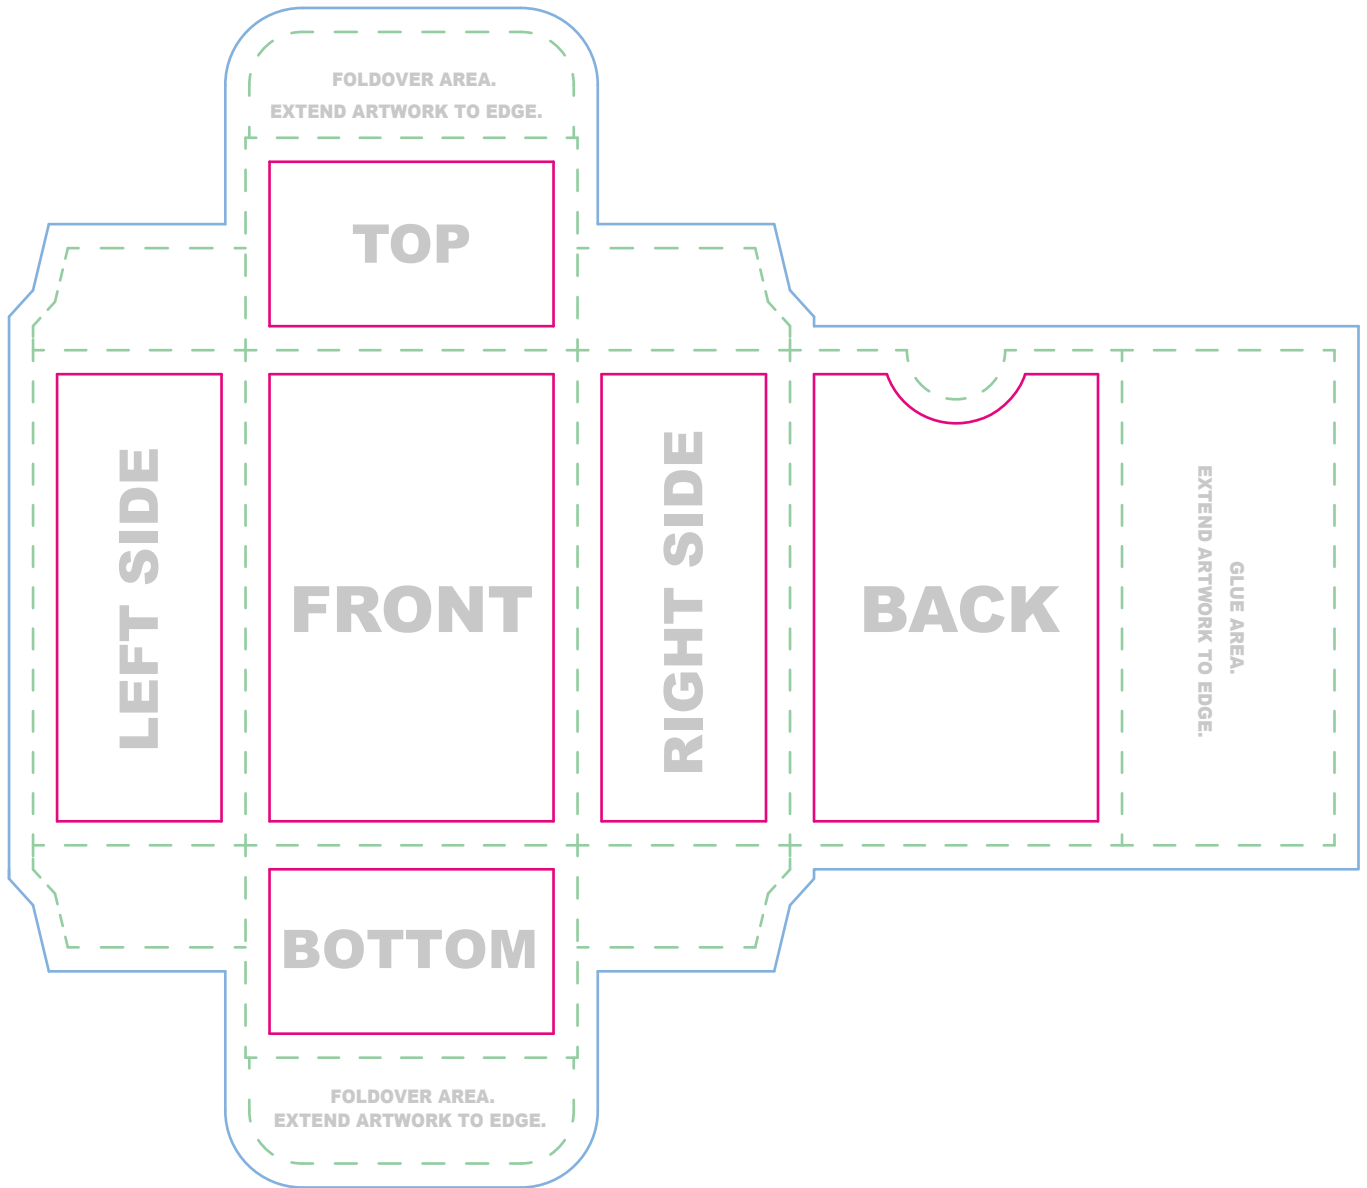 FOLDOVER AREA.
EXTEND ARTWORK TO EDGE.
TOP
LEFT SIDE
FRONT
RIGHT SIDE
BACK
GLUE AREA.
EXTEND ARTWORK TO EDGE.
BOTTOM
FOLDOVER AREA.
EXTEND ARTWORK TO EDGE.